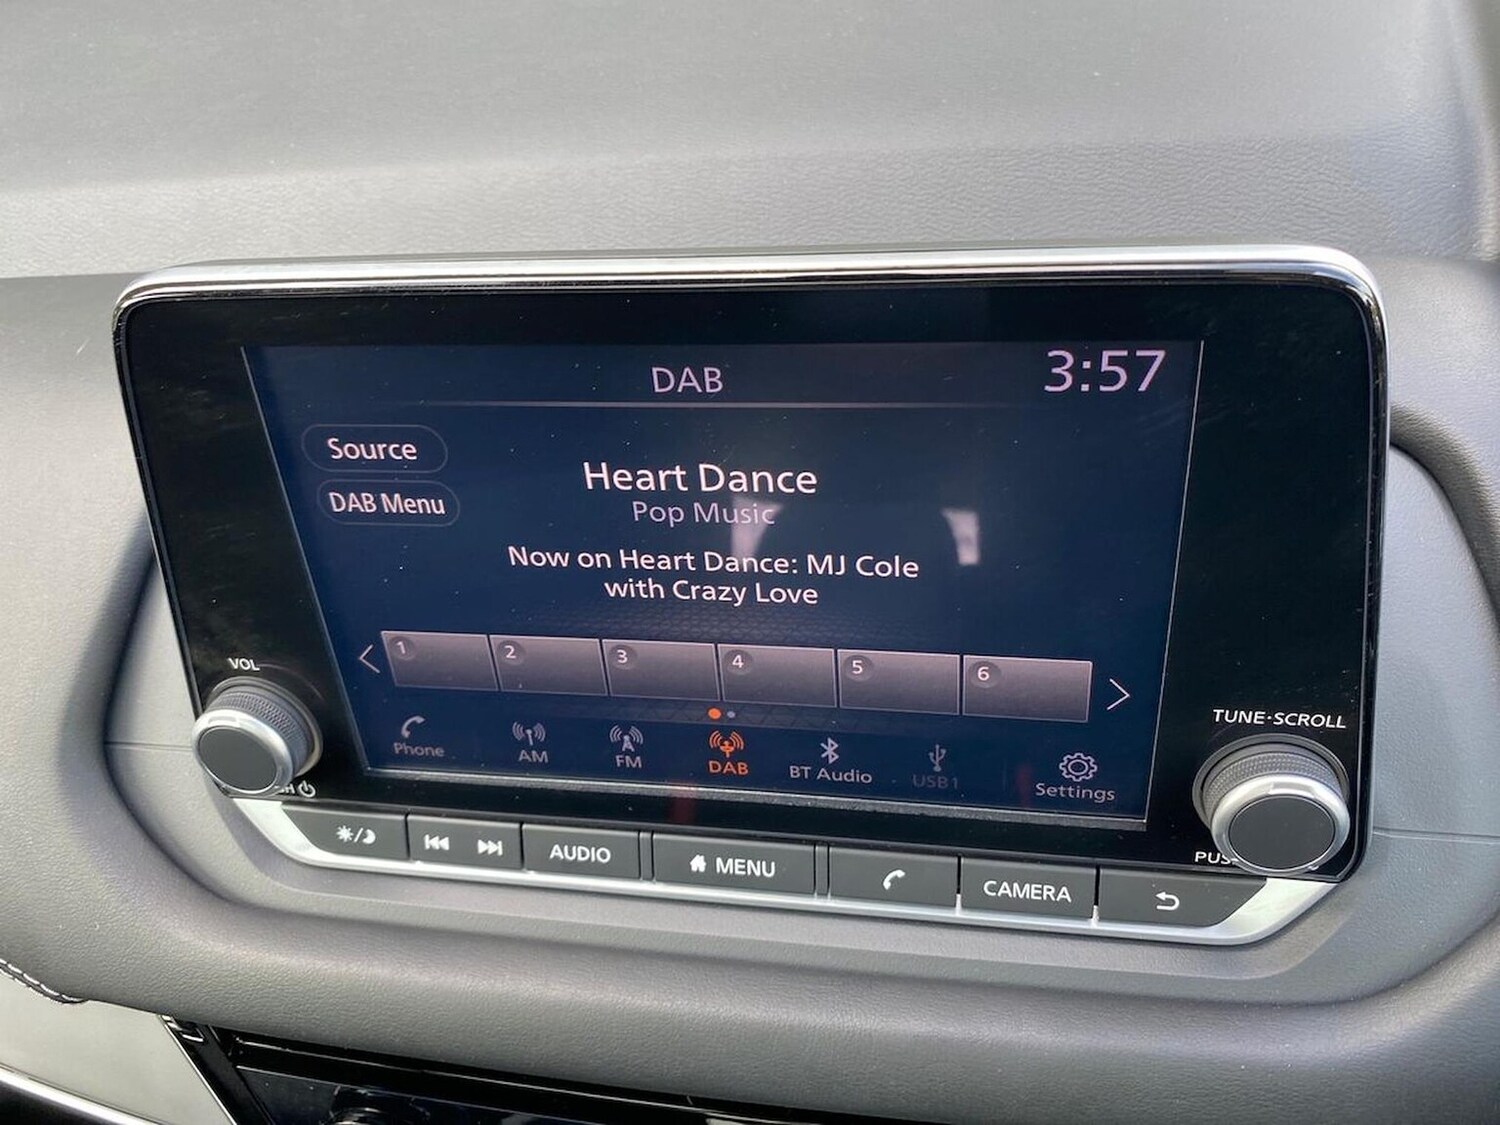 DAB
3:57
Source
DAB Menu
Heart Dance
Pop Music
Now on Heart Dance: MJ Cole
with Crazy Love
1 2 3 4 5 6
Phone AM FM DAB BT Audio USB1 Settings
VOL
TUNE·SCROLL
AUDIO MENU CAMERA